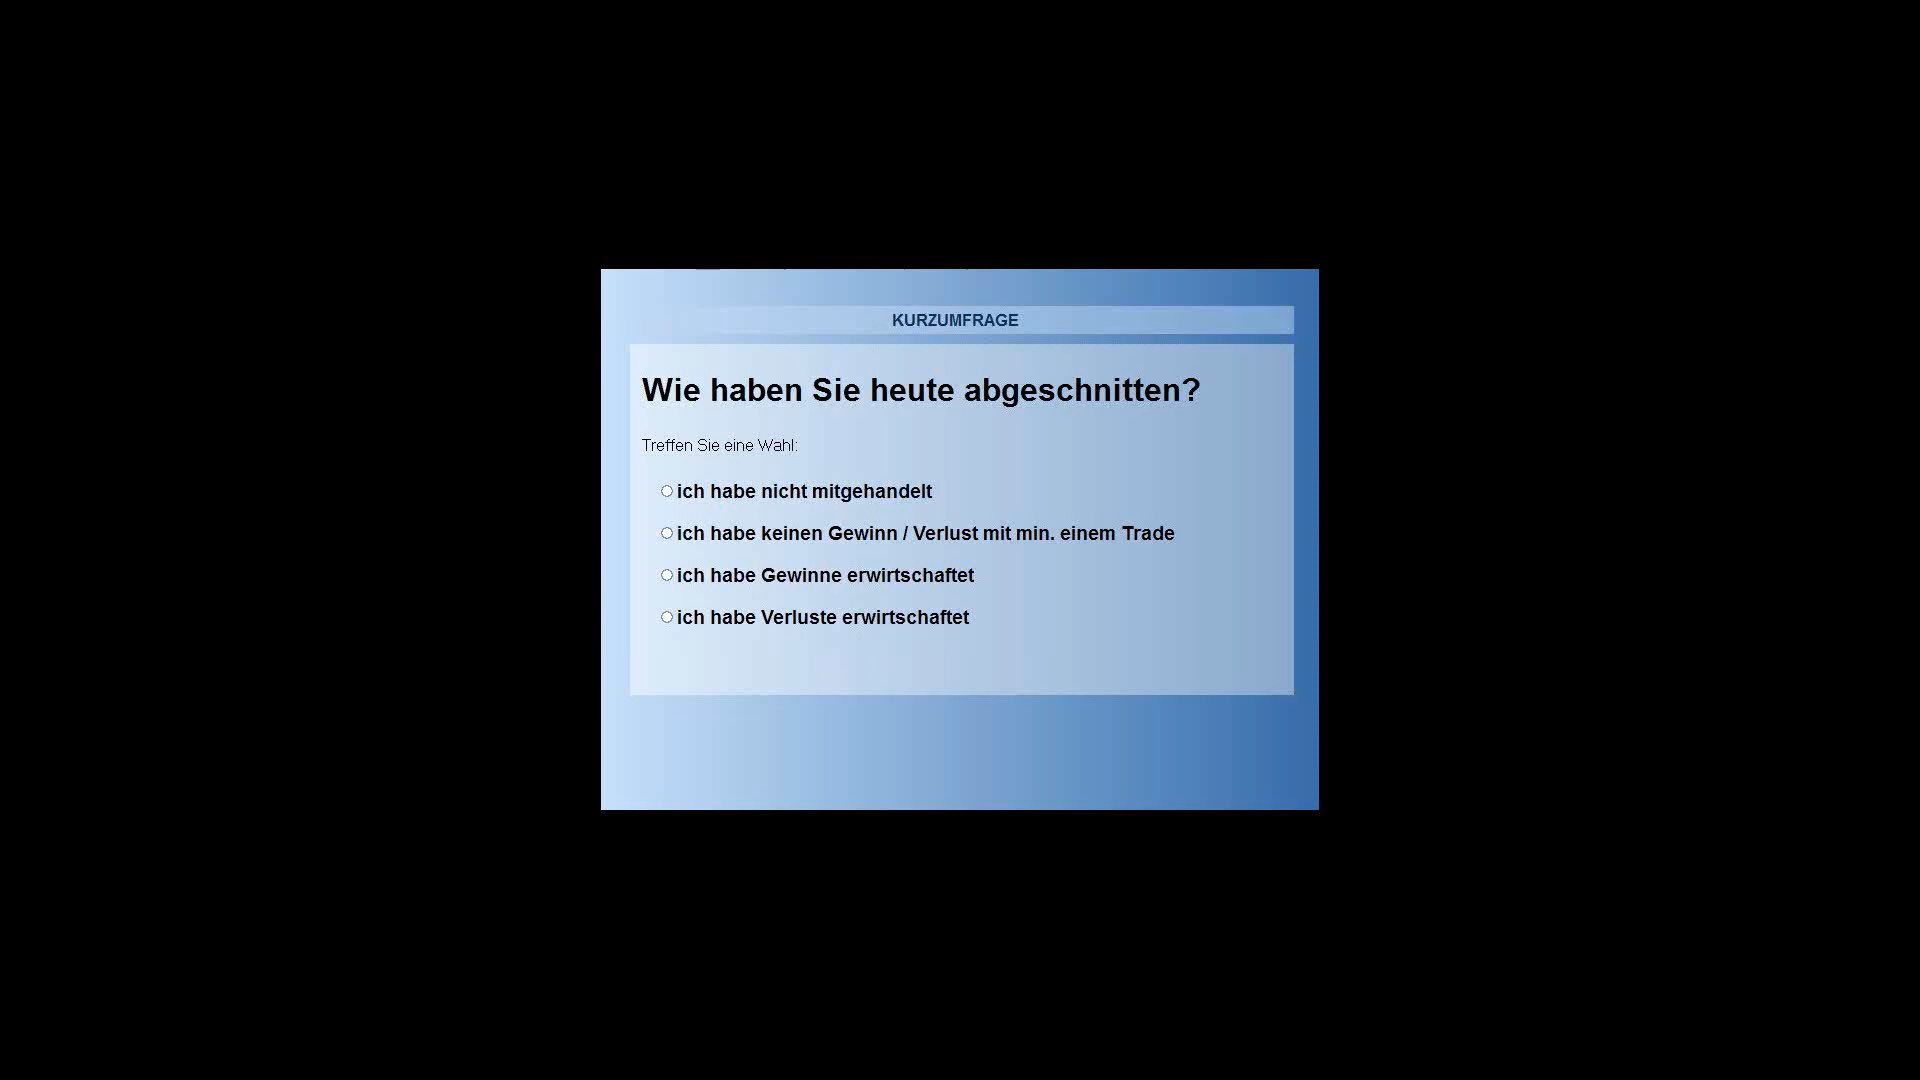 KURZUMFRAGE
Wie haben Sie heute abgeschnitten?
Treffen Sie eine Wahl:
ich habe nicht mitgehandelt
ich habe keinen Gewinn / Verlust mit min. einem Trade
ich habe Gewinne erwirtschaftet
ich habe Verluste erwirtschaftet